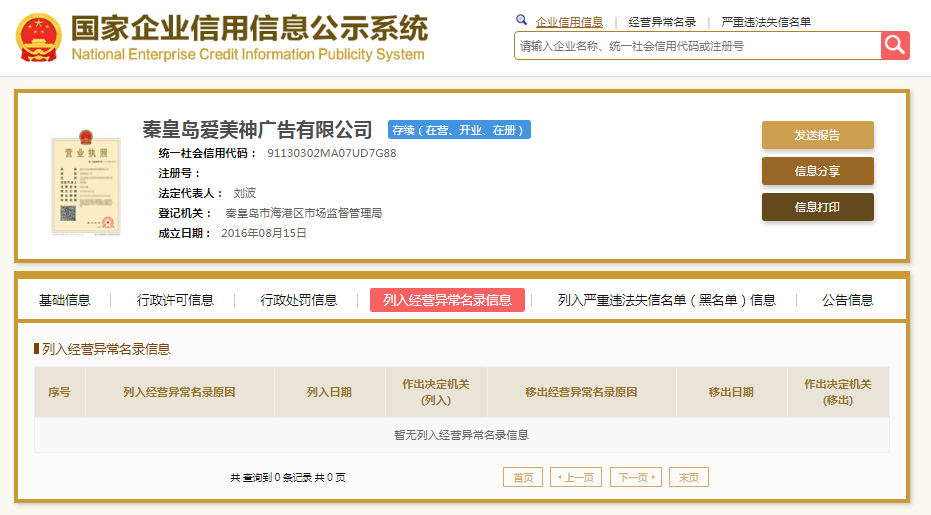 国家企业信用信息公示系统
National Enterprise Credit Information Publicity System
企业信用信息 | 经营异常名录 | 严重违法失信名单
请输入企业名称、统一社会信用代码或注册号
营业执照
秦皇岛爱美神广告有限公司 存续（在营、开业、在册）
统一社会信用代码： 91130302MA07UD7G88
注册号：
法定代表人： 刘波
登记机关： 秦皇岛市海港区市场监督管理局
成立日期： 2016年08月15日
发送报告
信息分享
信息打印
基础信息 | 行政许可信息 | 行政处罚信息 | 列入经营异常名录信息 | 列入严重违法失信名单（黑名单）信息 | 公告信息
列入经营异常名录信息
序号 列入经营异常名录原因 列入日期 作出决定机关(列入) 移出经营异常名录原因 移出日期 作出决定机关(移出)
暂无列入经营异常名录信息
共 查询到 0 条记录 共 0 页 首页 上一页 下一页 末页